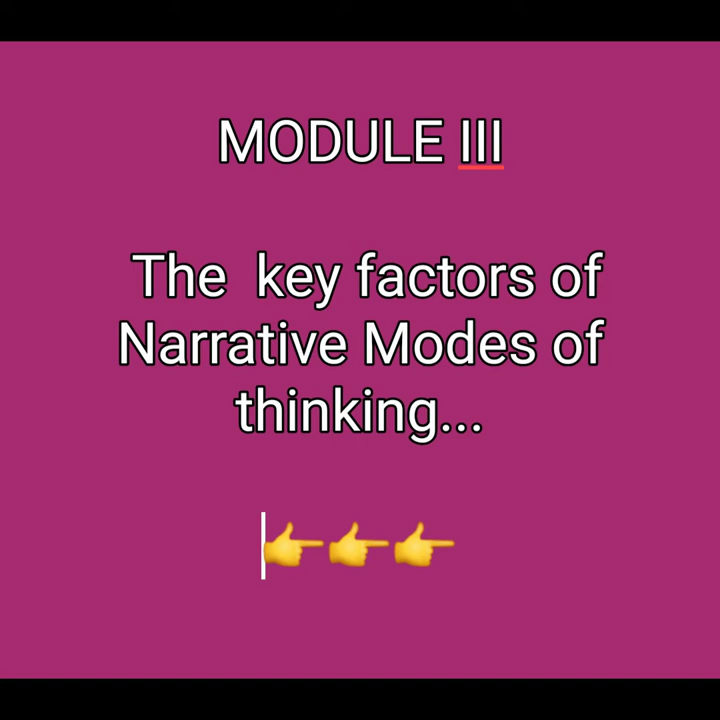 MODULE III
The key factors of
Narrative Modes of
thinking...
👉👉👉